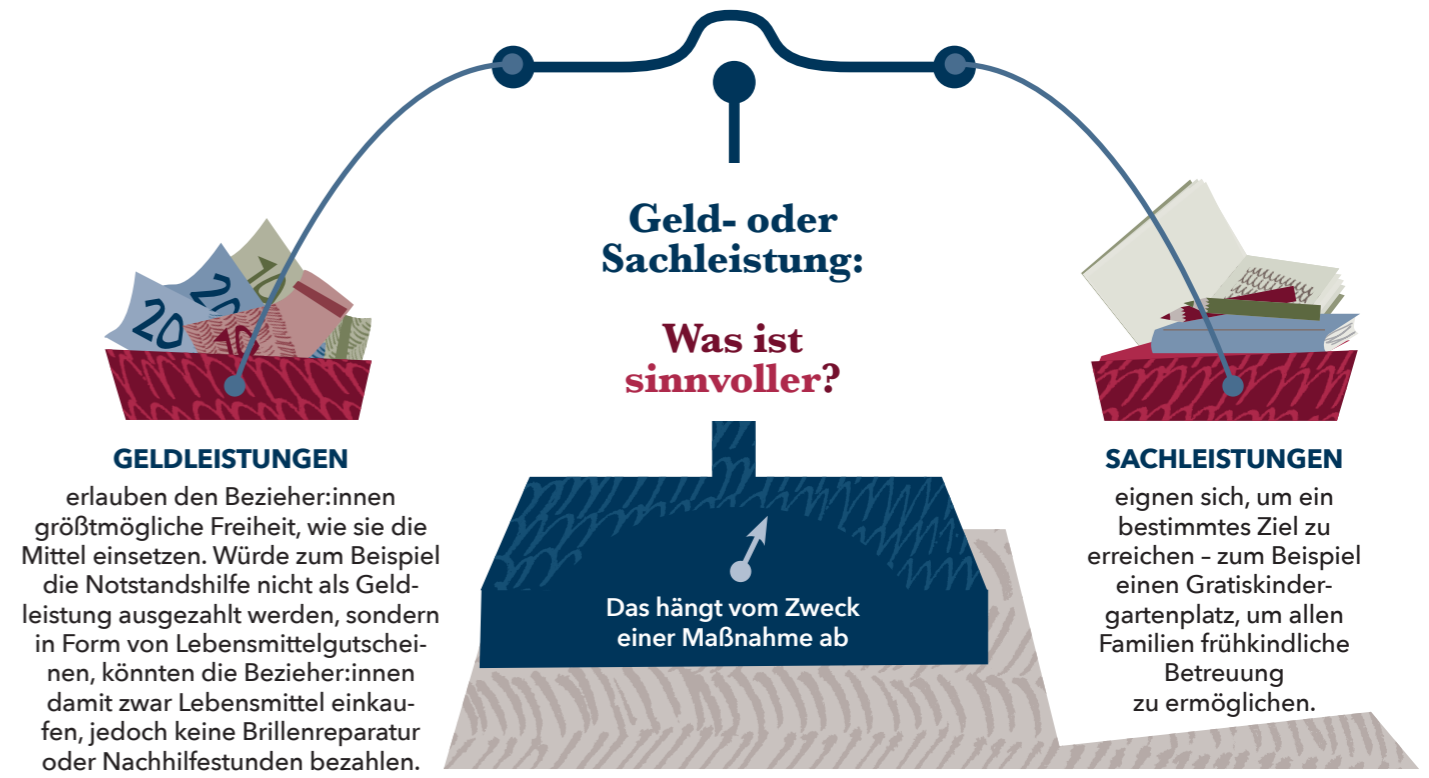 Geld- oder
Sachleistung:
Was ist
sinnvoller?
20
20
10
10
GELDLEISTUNGEN
erlauben den Bezieher:innen
größtmögliche Freiheit, wie sie die
Mittel einsetzen. Würde zum Beispiel
die Notstandshilfe nicht als Geld-
leistung ausgezahlt werden, sondern
in Form von Lebensmittelgutschei-
nen, könnten die Bezieher:innen
damit zwar Lebensmittel einkau-
fen, jedoch keine Brillenreparatur
oder Nachhilfestunden bezahlen.
Das hängt vom Zweck
einer Maßnahme ab
SACHLEISTUNGEN
eignen sich, um ein
bestimmtes Ziel zu
erreichen – zum Beispiel
einen Gratiskinder-
gartenplatz, um allen
Familien frühkindliche
Betreuung
zu ermöglichen.